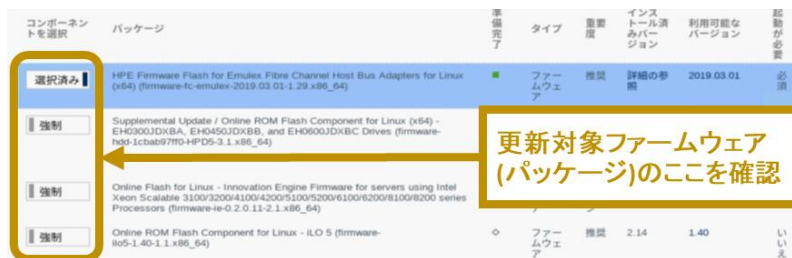 コンポーネン
トを選択
パッケージ
準備完了
タイプ
重要
度
インス
トール済
みバー
ジョン
利用可能な
バージョン
起動が必要
選択済み
HPE Firmware Flash for Emulex Fibre Channel Host Bus Adapters for Linux
(x64) (firmware-fc-emulex-2019.03.01-1.29.x86_64)
ファー
ムウェ
ア
推奨
詳細の参
照
2019.03.01
必須
強制
Supplemental Update / Online ROM Flash Component for Linux (x64) -
EH0300JDXBA, EH0450JDXBB, and EH0600JDXBC Drives (firmware-
hdd-1cbab97ff0-HPD5-3.1.x86_64)
更新対象ファームウェア
(パッケージ)のここを確認
強制
Online Flash for Linux - Innovation Engine Firmware for servers using Intel
Xeon Scalable 3100/3200/4100/4200/5100/5200/6100/6200/8100/8200 series
Processors (firmware-ie-0.2.0.11-2.1.x86_64)
強制
Online ROM Flash Component for Linux - iLO 5 (firmware-
ilo5-1.40-1.1.x86_64)
ファー
ムウェ
ア
推奨
2.14
1.40
いいえ